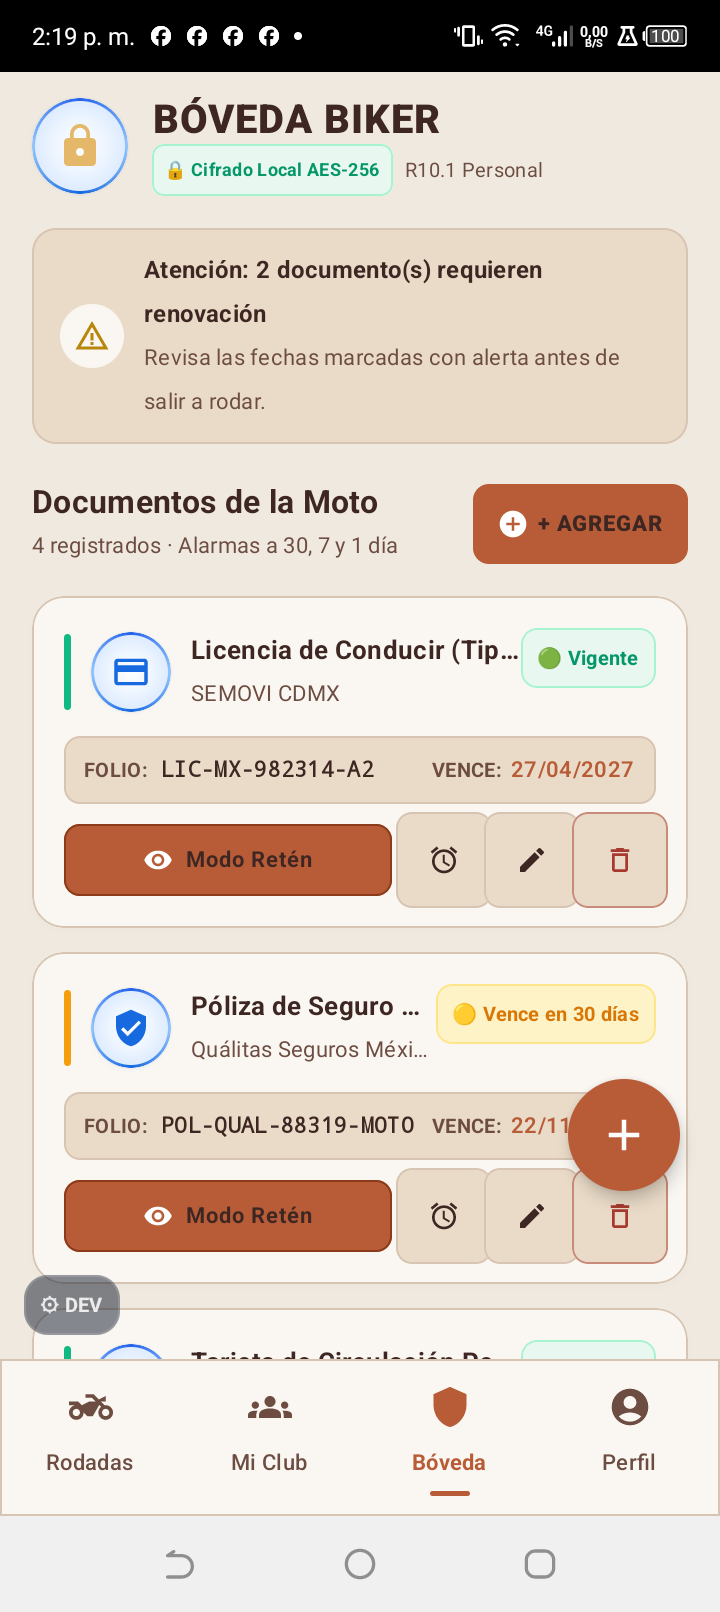 2:19 p. m.
4G
0,00
B/S
100
BÓVEDA BIKER
Cifrado Local AES-256
R10.1 Personal
Atención: 2 documento(s) requieren
renovación
Revisa las fechas marcadas con alerta antes de
salir a rodar.
Documentos de la Moto
4 registrados · Alarmas a 30, 7 y 1 día
+ AGREGAR
Licencia de Conducir (Tip...
Vigente
SEMOVI CDMX
FOLIO: LIC-MX-982314-A2 VENCE: 27/04/2027
Modo Retén
Póliza de Seguro ...
Vence en 30 días
Quálitas Seguros Méxi...
FOLIO: POL-QUAL-88319-MOTO VENCE: 22/11
Modo Retén
DEV
Tarjeta de Circulación Re
Rodadas
Mi Club
Bóveda
Perfil